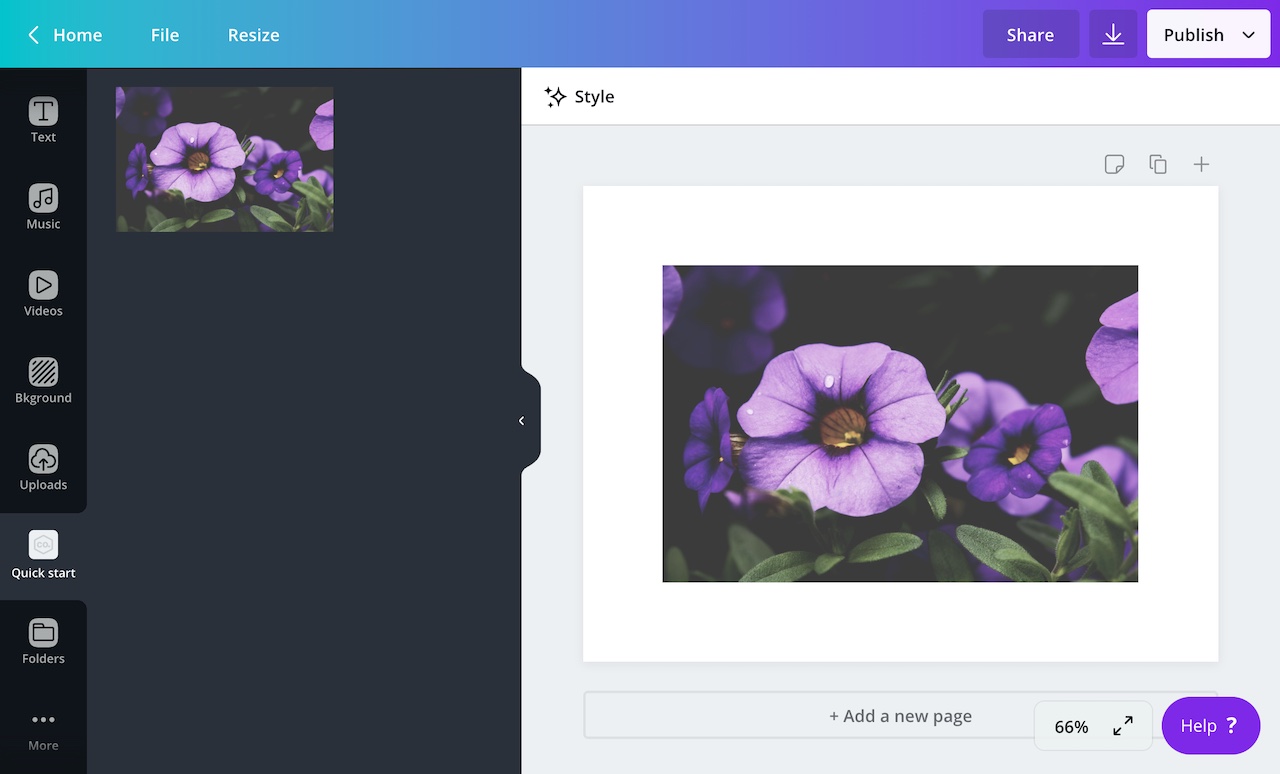 Home
File
Resize
Share
Publish
Text
Music
Videos
Bkground
Uploads
CO.
Quick start
Folders
More
Style
+ Add a new page
66%
Help ?